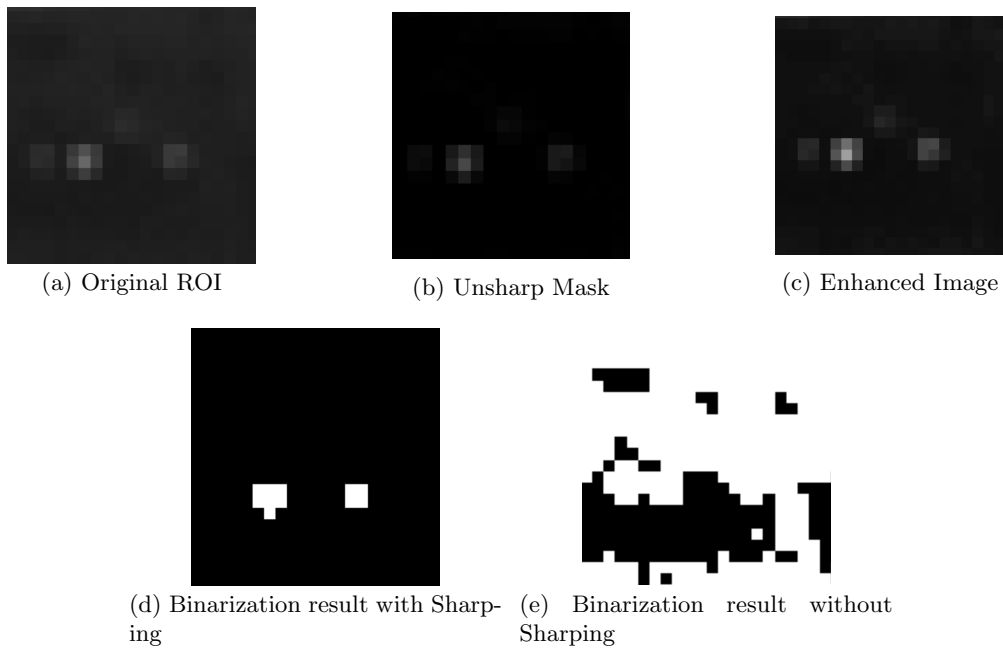 (a) Original ROI
(b) Unsharp Mask
(c) Enhanced Image
(d) Binarization result with Sharp-
ing
(e) Binarization result without
Sharping